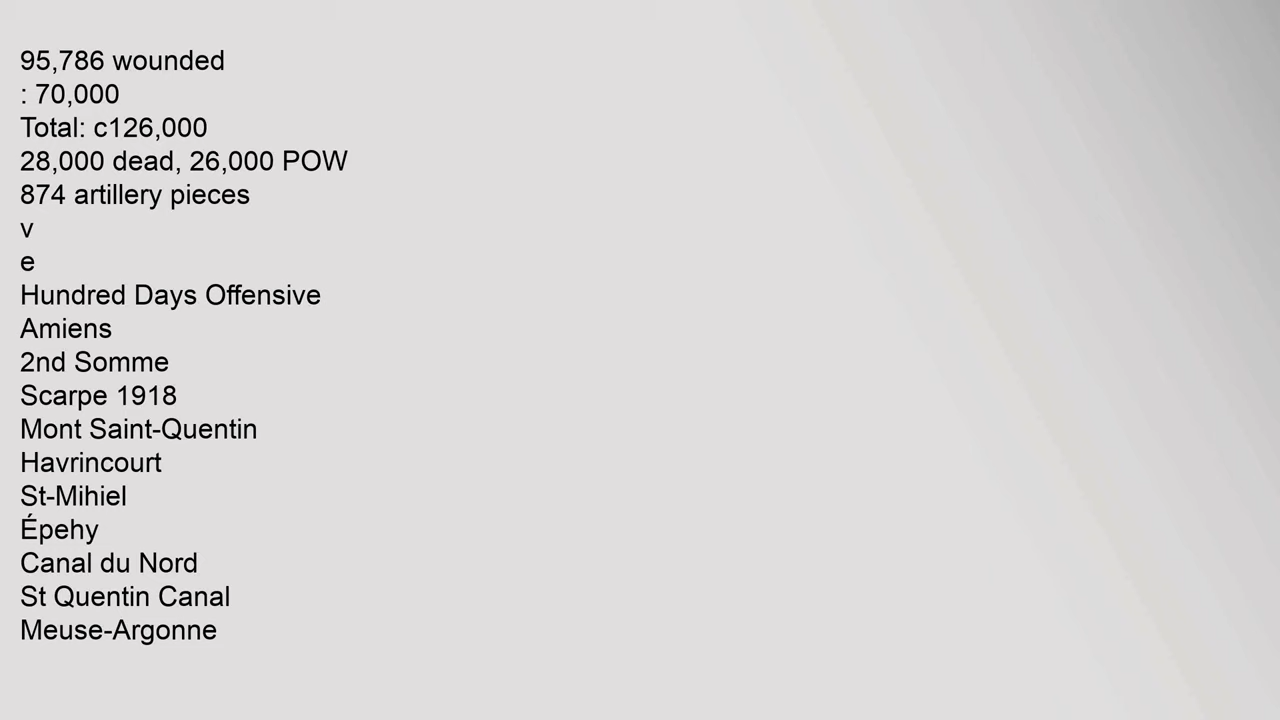 95,786 wounded
: 70,000
Total: c126,000
28,000 dead, 26,000 POW
874 artillery pieces
v
e
Hundred Days Offensive
Amiens
2nd Somme
Scarpe 1918
Mont Saint-Quentin
Havrincourt
St-Mihiel
Épehy
Canal du Nord
St Quentin Canal
Meuse-Argonne